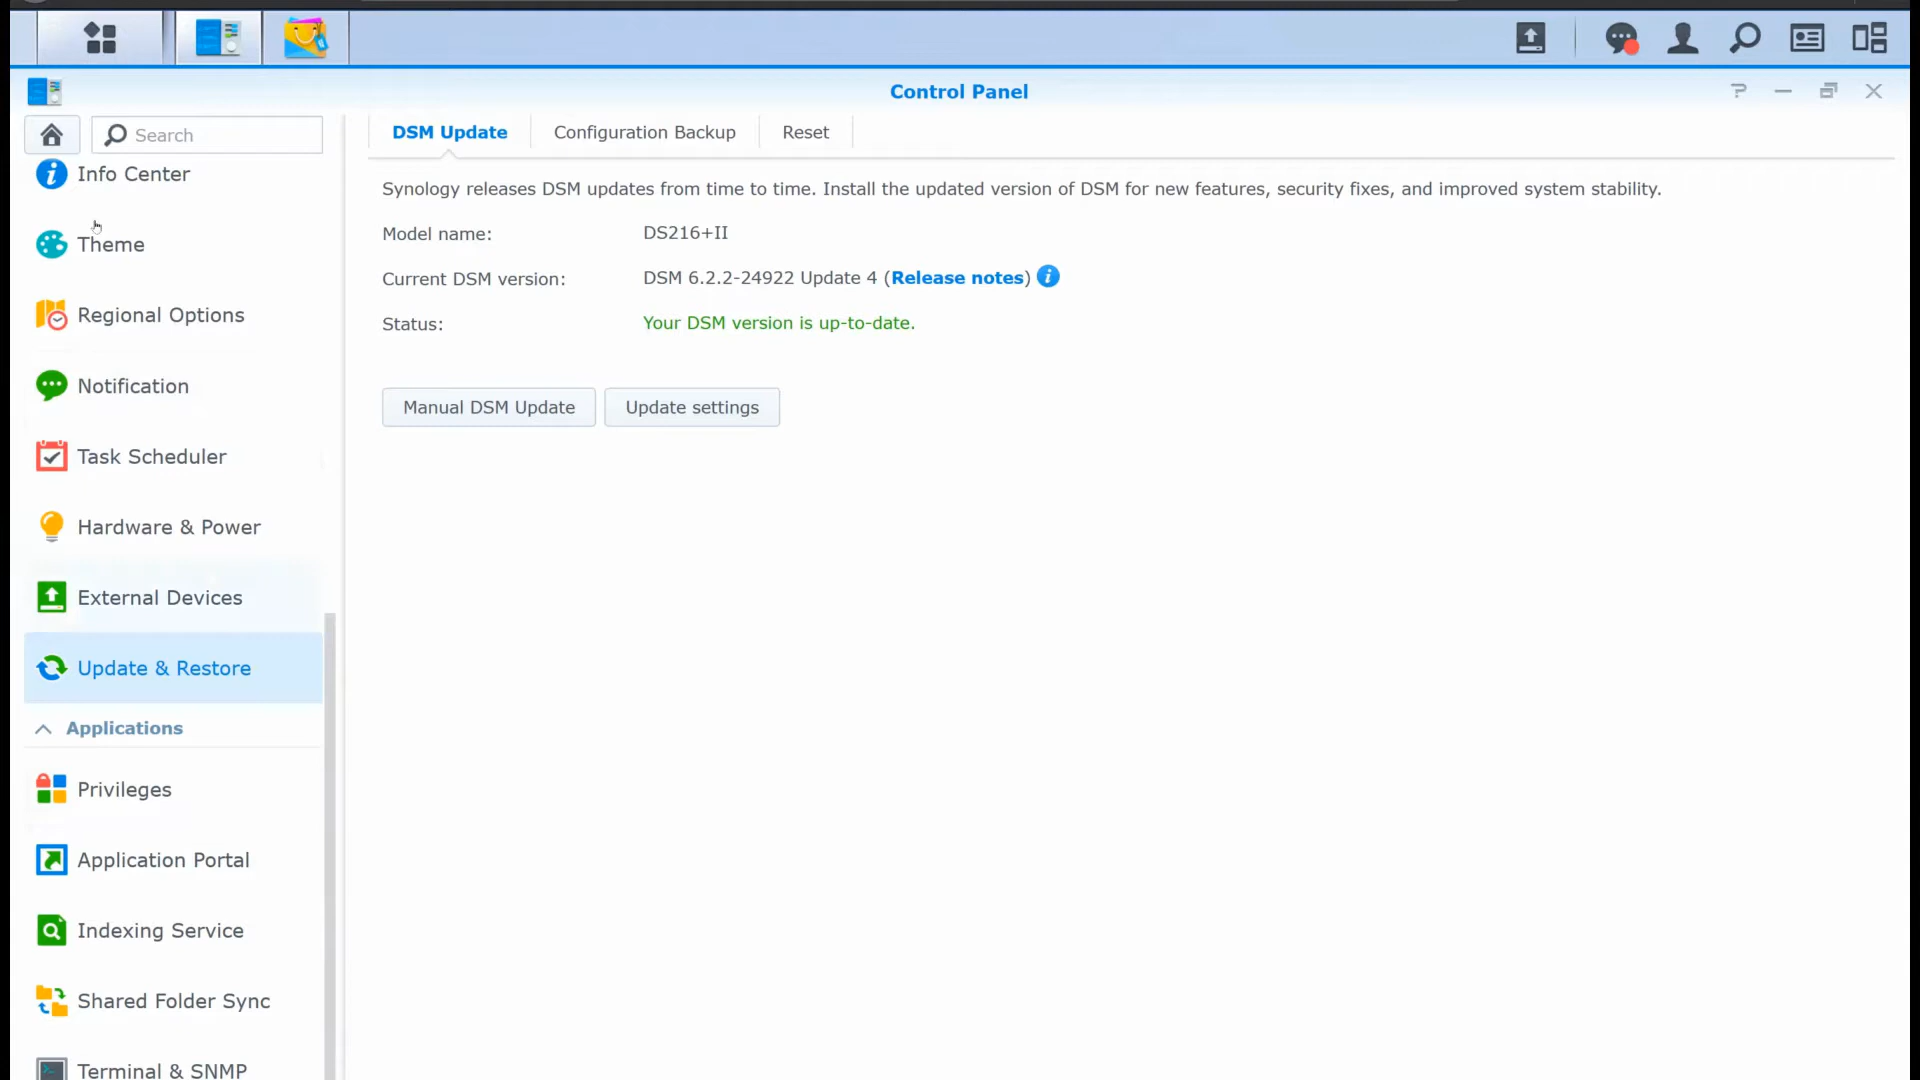 Control Panel
Search
Info Center
Theme
Regional Options
Notification
Task Scheduler
Hardware & Power
External Devices
Update & Restore
Applications
Privileges
Application Portal
Indexing Service
Shared Folder Sync
Terminal & SNMP
DSM Update Configuration Backup Reset
Synology releases DSM updates from time to time. Install the updated version of DSM for new features, security fixes, and improved system stability.
Model name: DS216+II
Current DSM version: DSM 6.2.2-24922 Update 4 (Release notes)
Status: Your DSM version is up-to-date.
Manual DSM Update Update settings